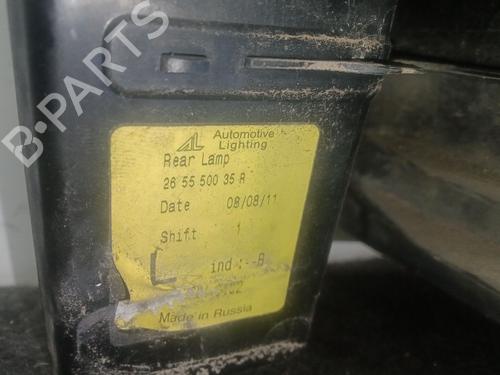 B-PARTS
AL Automotive
Lighting
Rear Lamp
26 55 500 35 R
Date 08/08/11
Shift 1
L ind :--B
Made in Russia